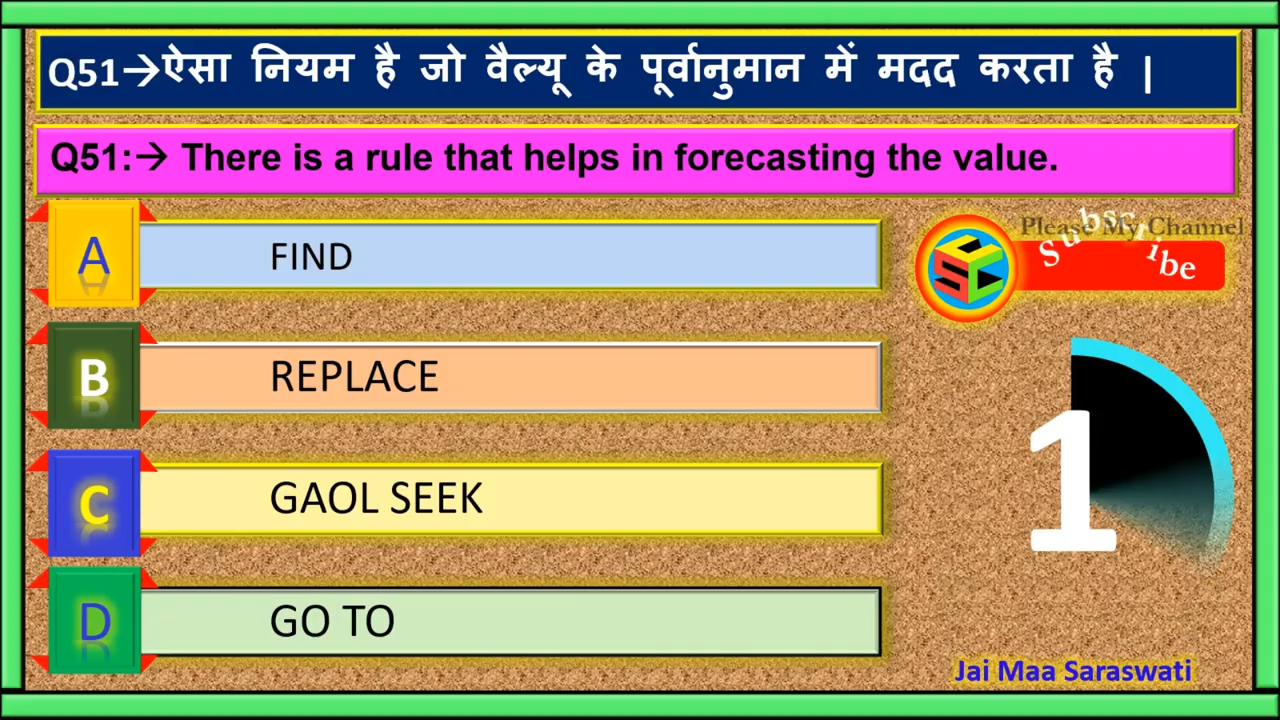 Q51→ऐसा नियम है जो वैल्यू के पूर्वानुमान में मदद करता है |
Q51:→ There is a rule that helps in forecasting the value.
A FIND
Please My Channel
Subscribe
SCC
B REPLACE
1
C GAOL SEEK
D GO TO
Jai Maa Saraswati